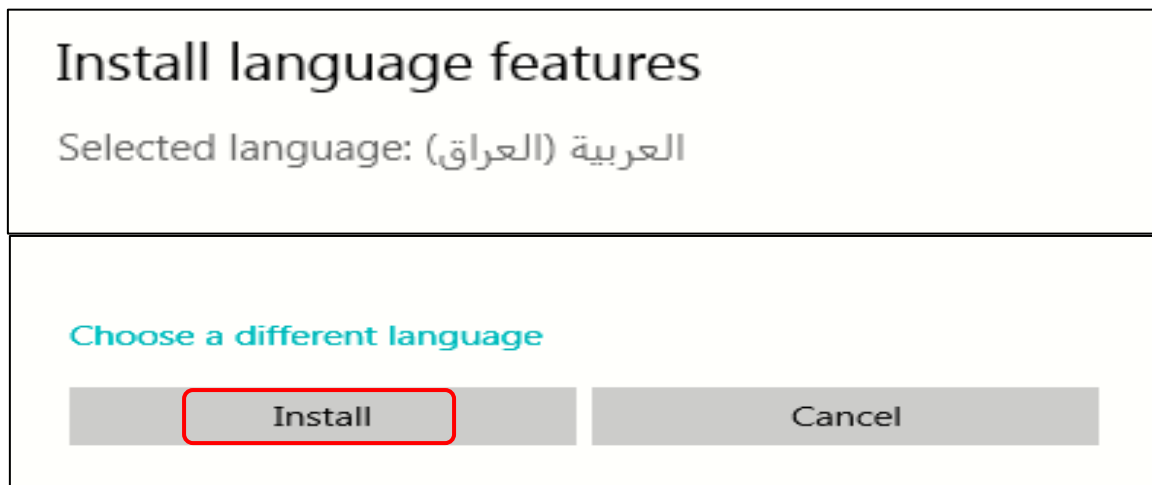 Install language features
Selected language: العربية (العراق)
Choose a different language
Install
Cancel